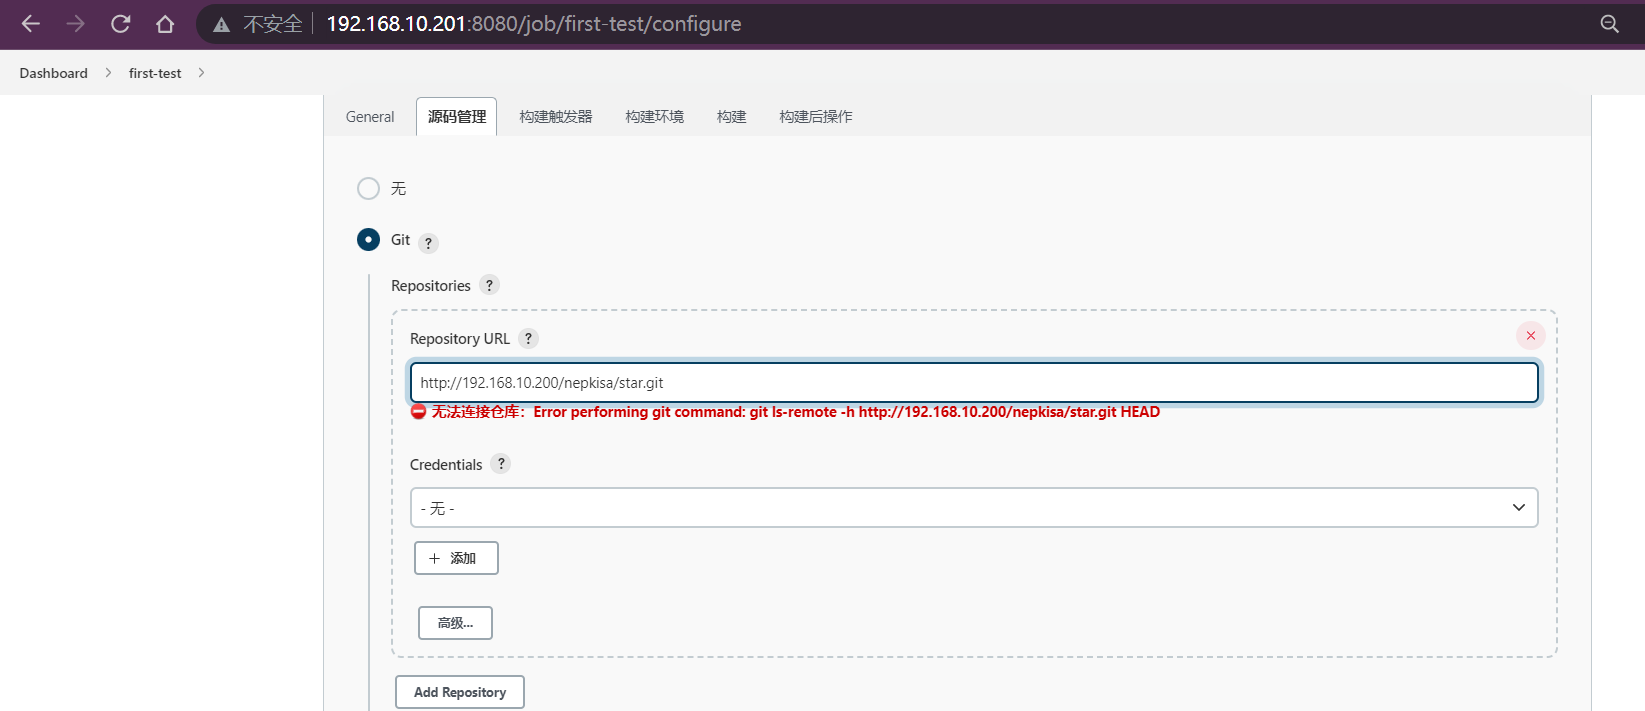 不安全 192.168.10.201:8080/job/first-test/configure
Dashboard first-test
General 源码管理 构建触发器 构建环境 构建 构建后操作
无
Git ?
Repositories ?
Repository URL ?
http://192.168.10.200/nepkisa/star.git
无法连接仓库：Error performing git command: git ls-remote -h http://192.168.10.200/nepkisa/star.git HEAD
Credentials ?
- 无 -
+ 添加
高级...
Add Repository